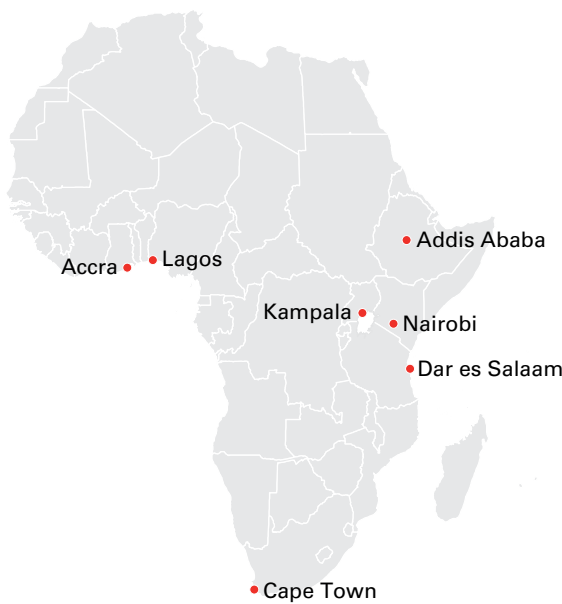 Addis Ababa
Accra
Lagos
Kampala
Nairobi
Dar es Salaam
Cape Town